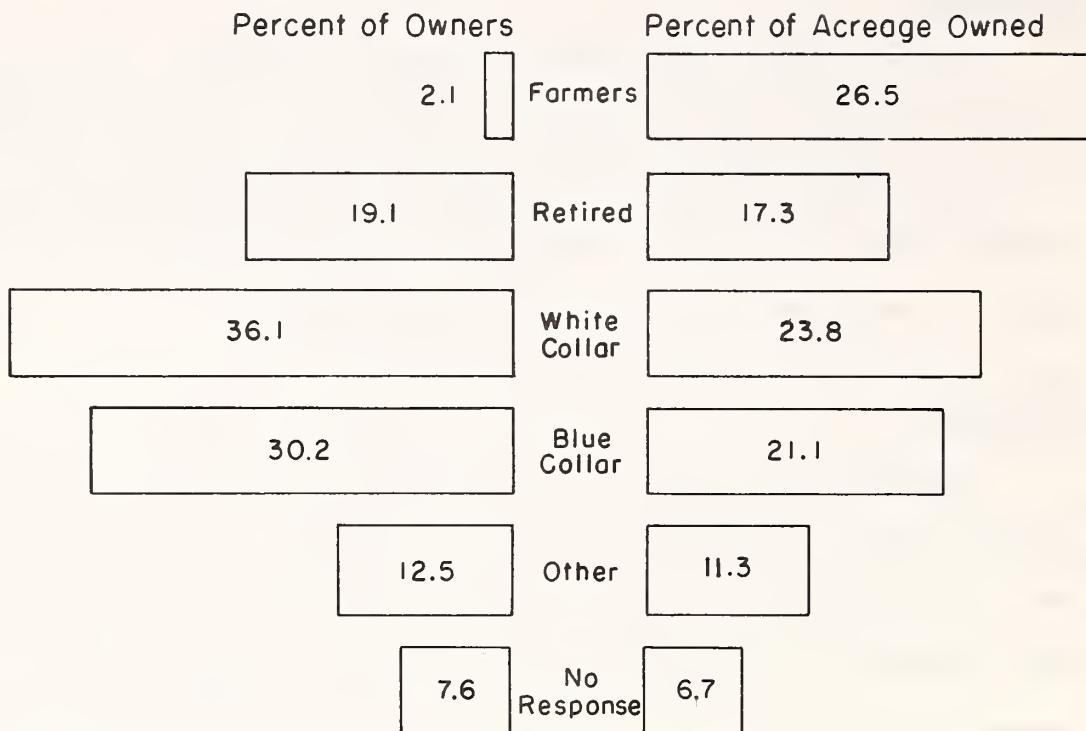 Percent of Owners
Percent of Acreage Owned
2.1
Farmers
26.5
19.1
Retired
17.3
36.1
White
Collar
23.8
30.2
Blue
Collar
21.1
12.5
Other
11.3
7.6
No
Response
6.7